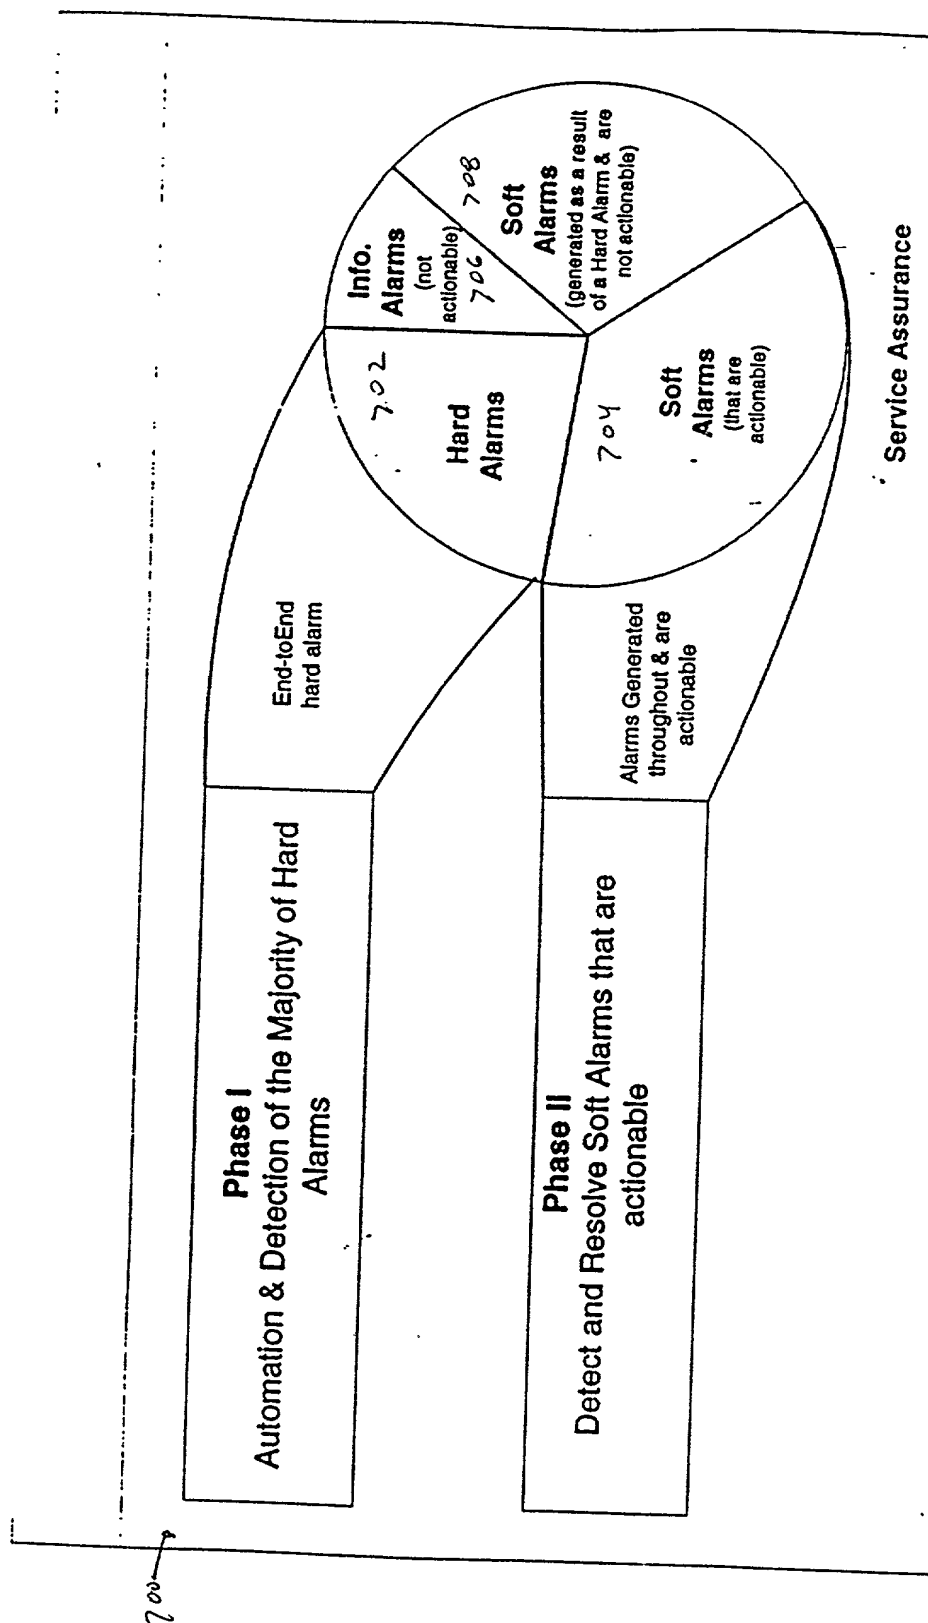 700
Phase I
Automation & Detection of the Majority of Hard
Alarms
End-toEnd
hard alarm
702
Hard
Alarms
Info.
Alarms
(not
actionable)
706
708
Soft
Alarms
(generated as a result
of a Hard Alarm & are
not actionable)
Phase II
Detect and Resolve Soft Alarms that are
actionable
Alarms Generated
throughout & are
actionable
704
Soft
Alarms
(that are
actionable)
Service Assurance